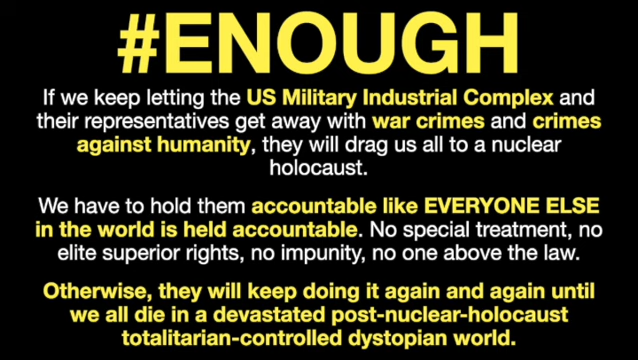 #ENOUGH
If we keep letting the US Military Industrial Complex and
their representatives get away with war crimes and crimes
against humanity, they will drag us all to a nuclear
holocaust.
We have to hold them accountable like EVERYONE ELSE
in the world is held accountable. No special treatment, no
elite superior rights, no impunity, no one above the law.
Otherwise, they will keep doing it again and again until
we all die in a devastated post-nuclear-holocaust
totalitarian-controlled dystopian world.